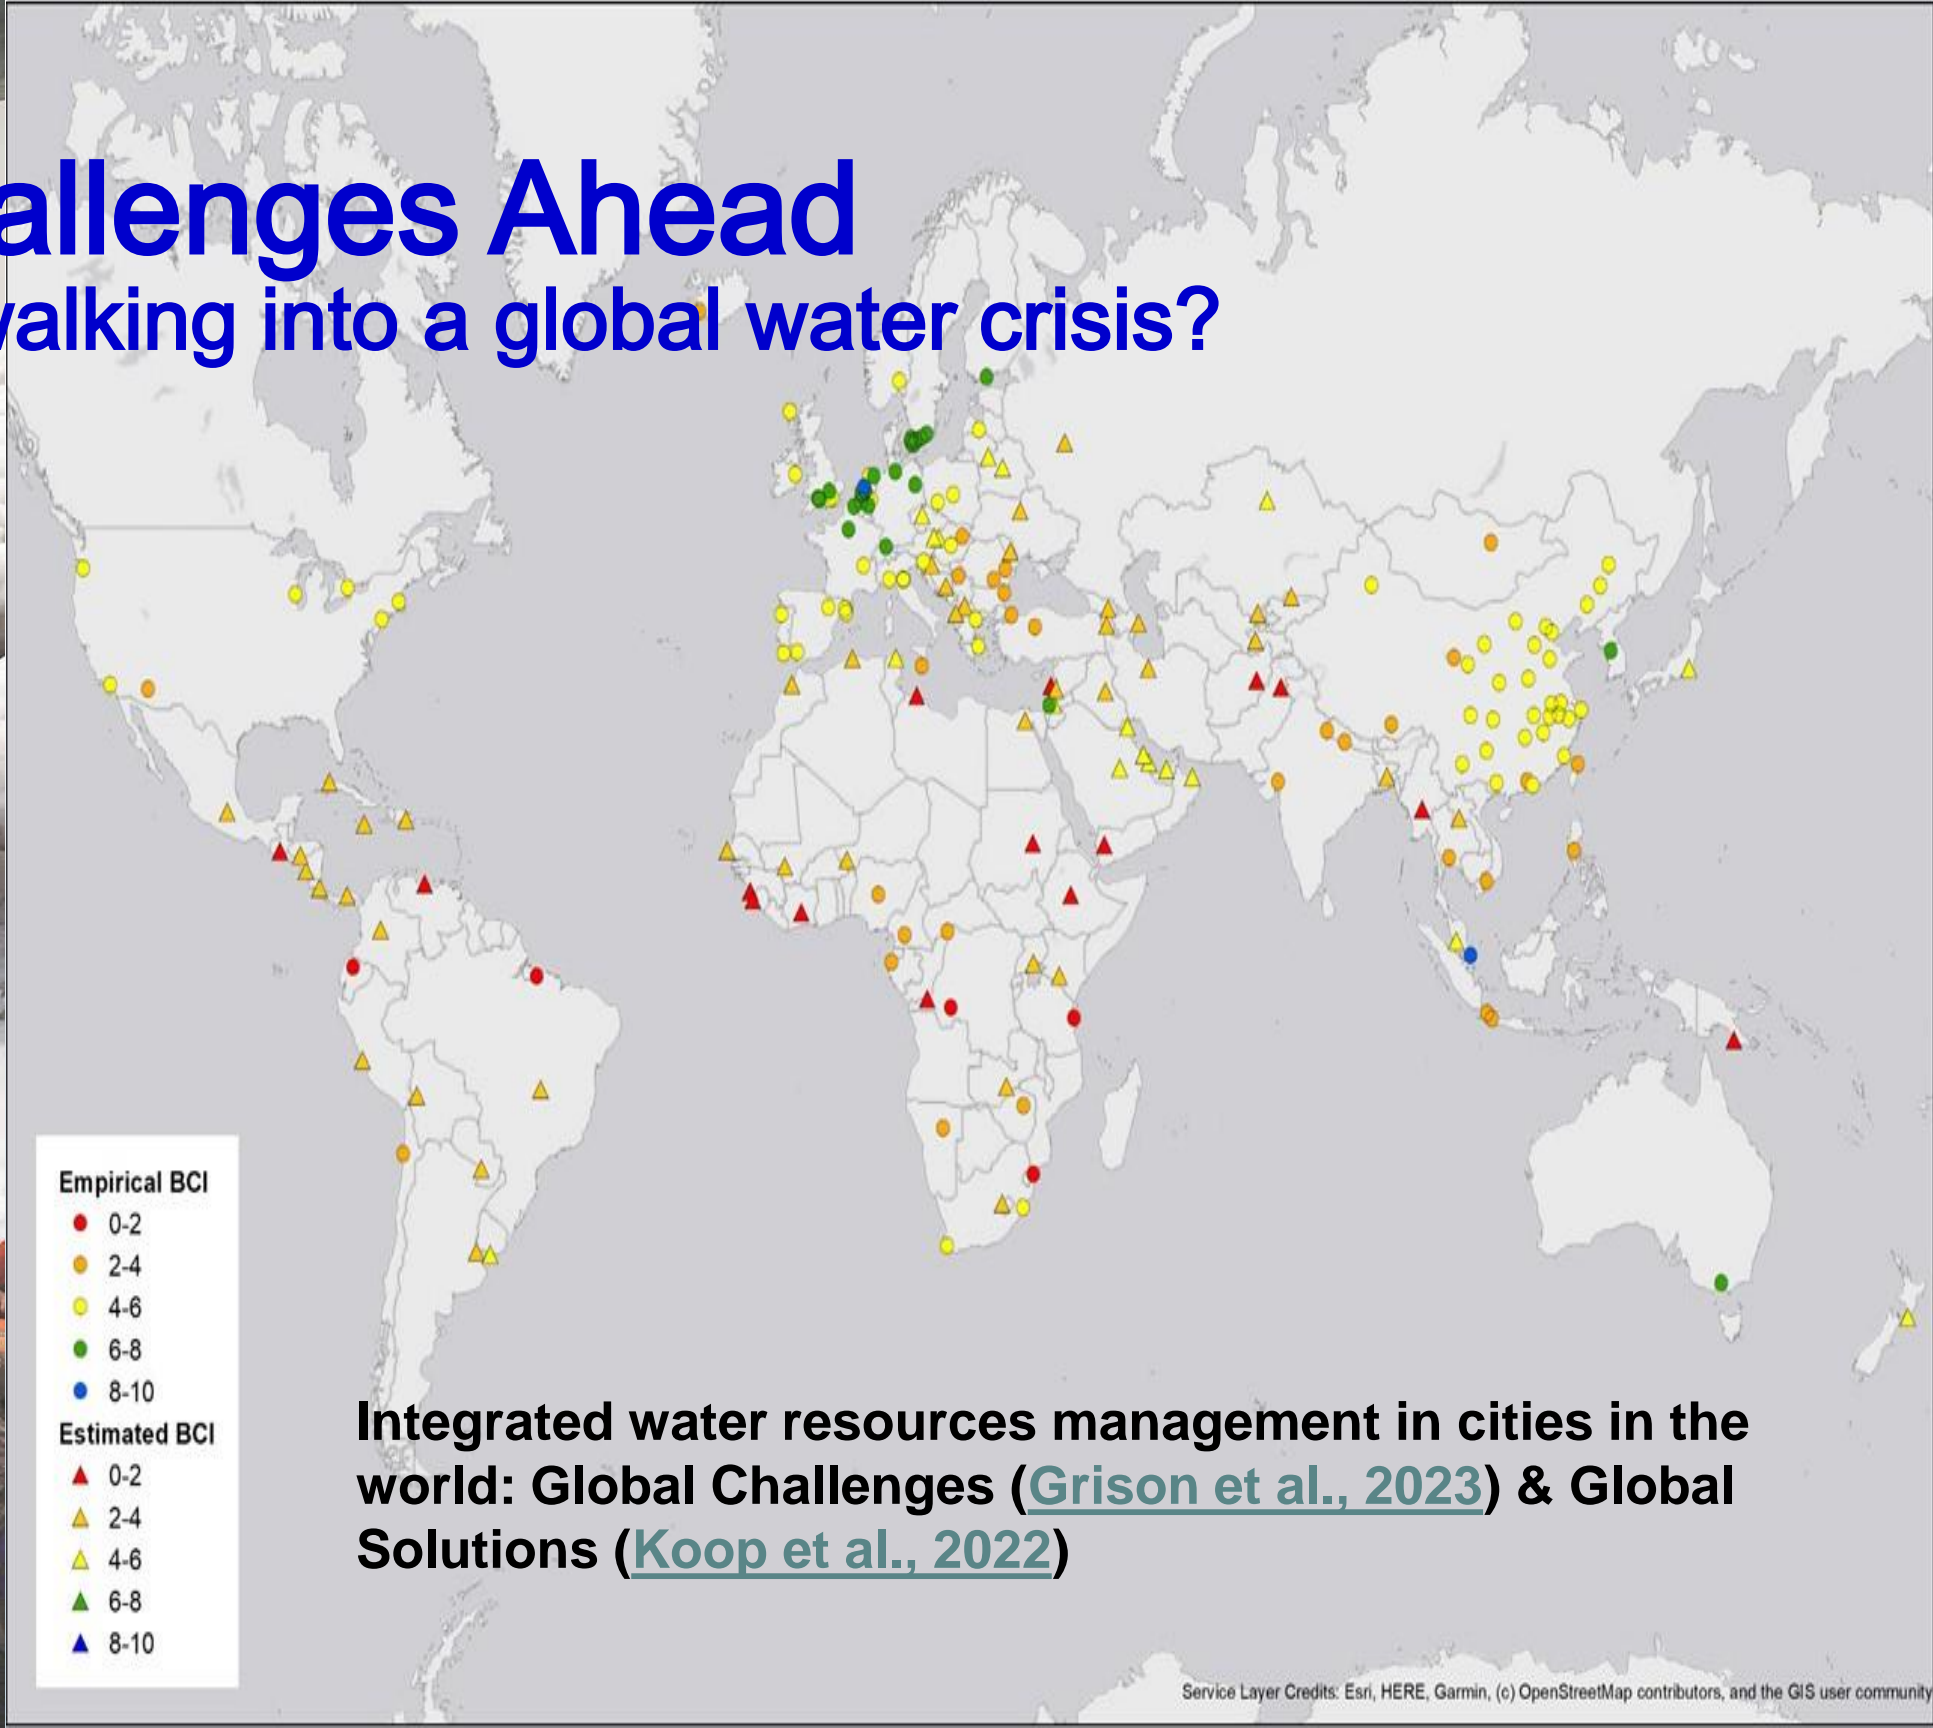 allenges Ahead
walking into a global water crisis?
Empirical BCI
0-2
2-4
4-6
6-8
8-10
Estimated BCI
0-2
2-4
4-6
6-8
8-10
Integrated water resources management in cities in the
world: Global Challenges (Grison et al., 2023) & Global
Solutions (Koop et al., 2022)
Service Layer Credits: Esri, HERE, Garmin, (c) OpenStreetMap contributors, and the GIS user community